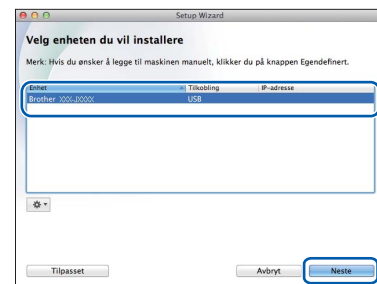 Setup Wizard
Velg enheten du vil installere
Merk: Hvis du ønsker å legge til maskinen manuelt, klikker du på knappen Egendefinert.
Enhet Tilkobling IP-adresse
Brother XXX-JXXXX USB
Tilpasset Avbryt Neste